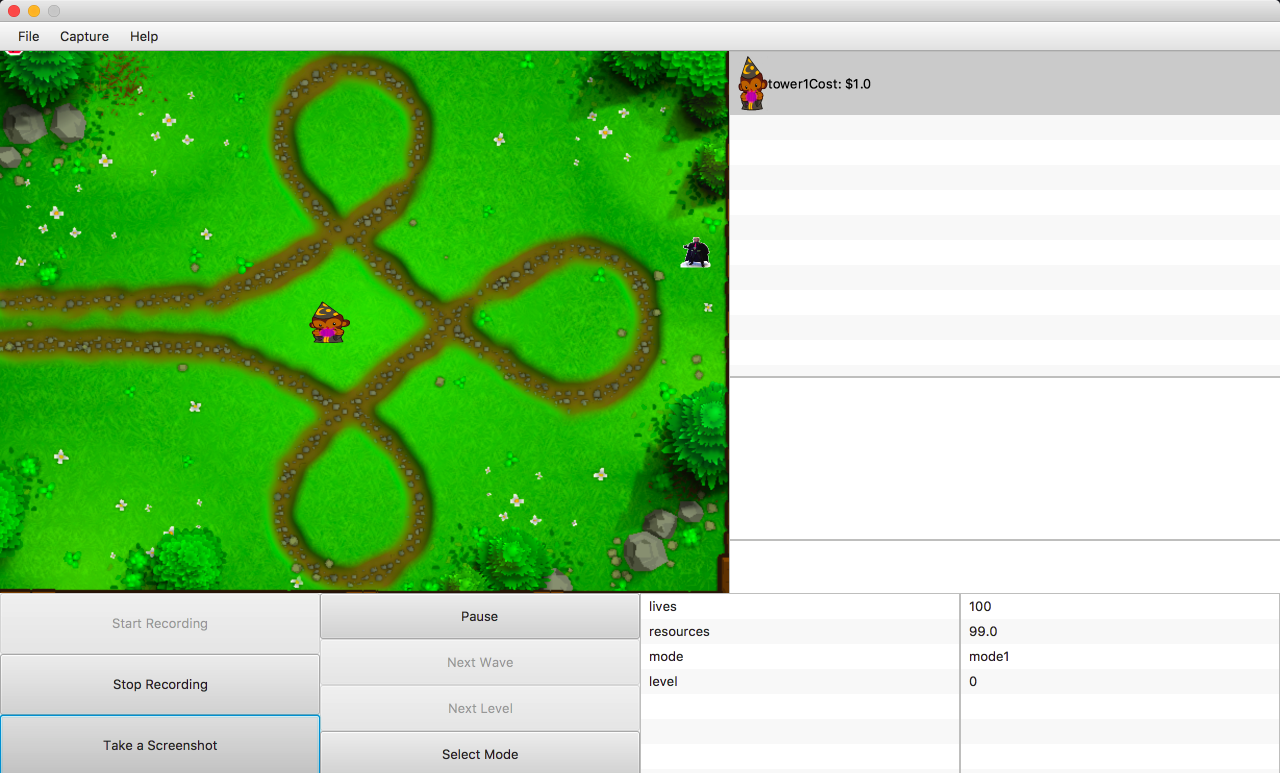 File Capture Help
tower1Cost: $1.0
Start Recording
Stop Recording
Take a Screenshot
Pause
Next Wave
Next Level
Select Mode
lives 100
resources 99.0
mode mode1
level 0